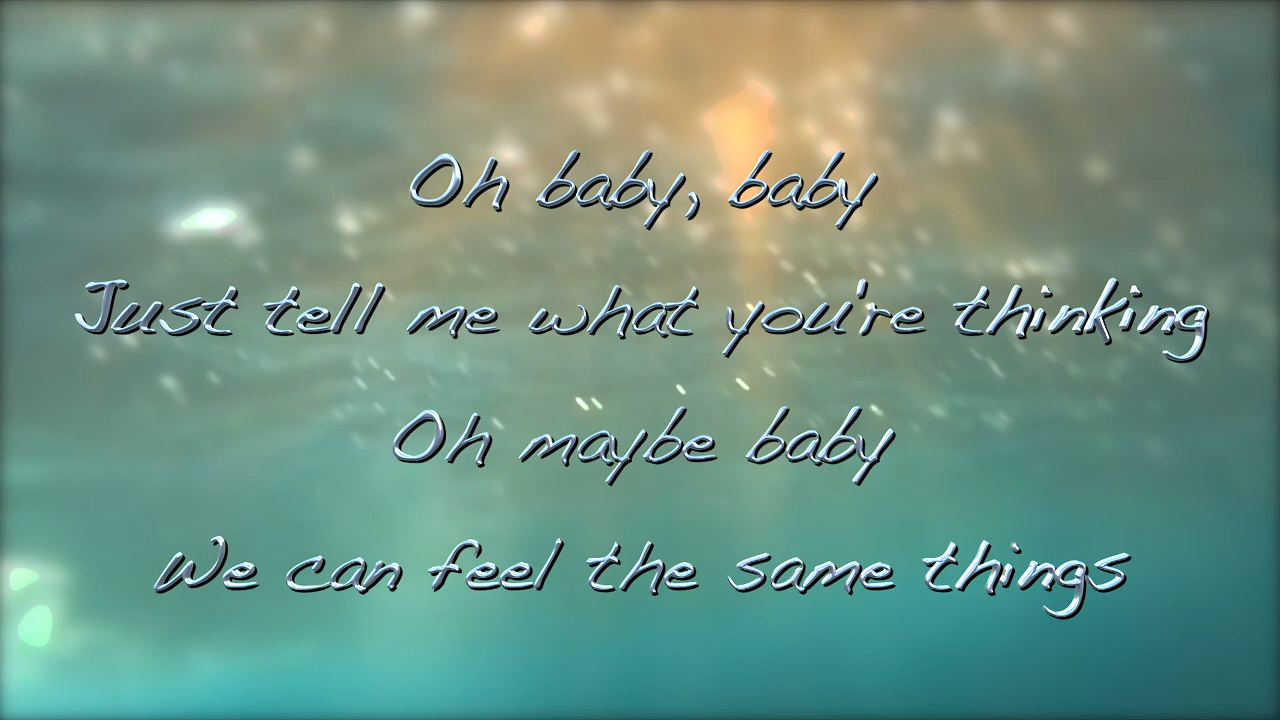 Oh baby, baby
Just tell me what you're thinking
Oh maybe baby
We can feel the same things